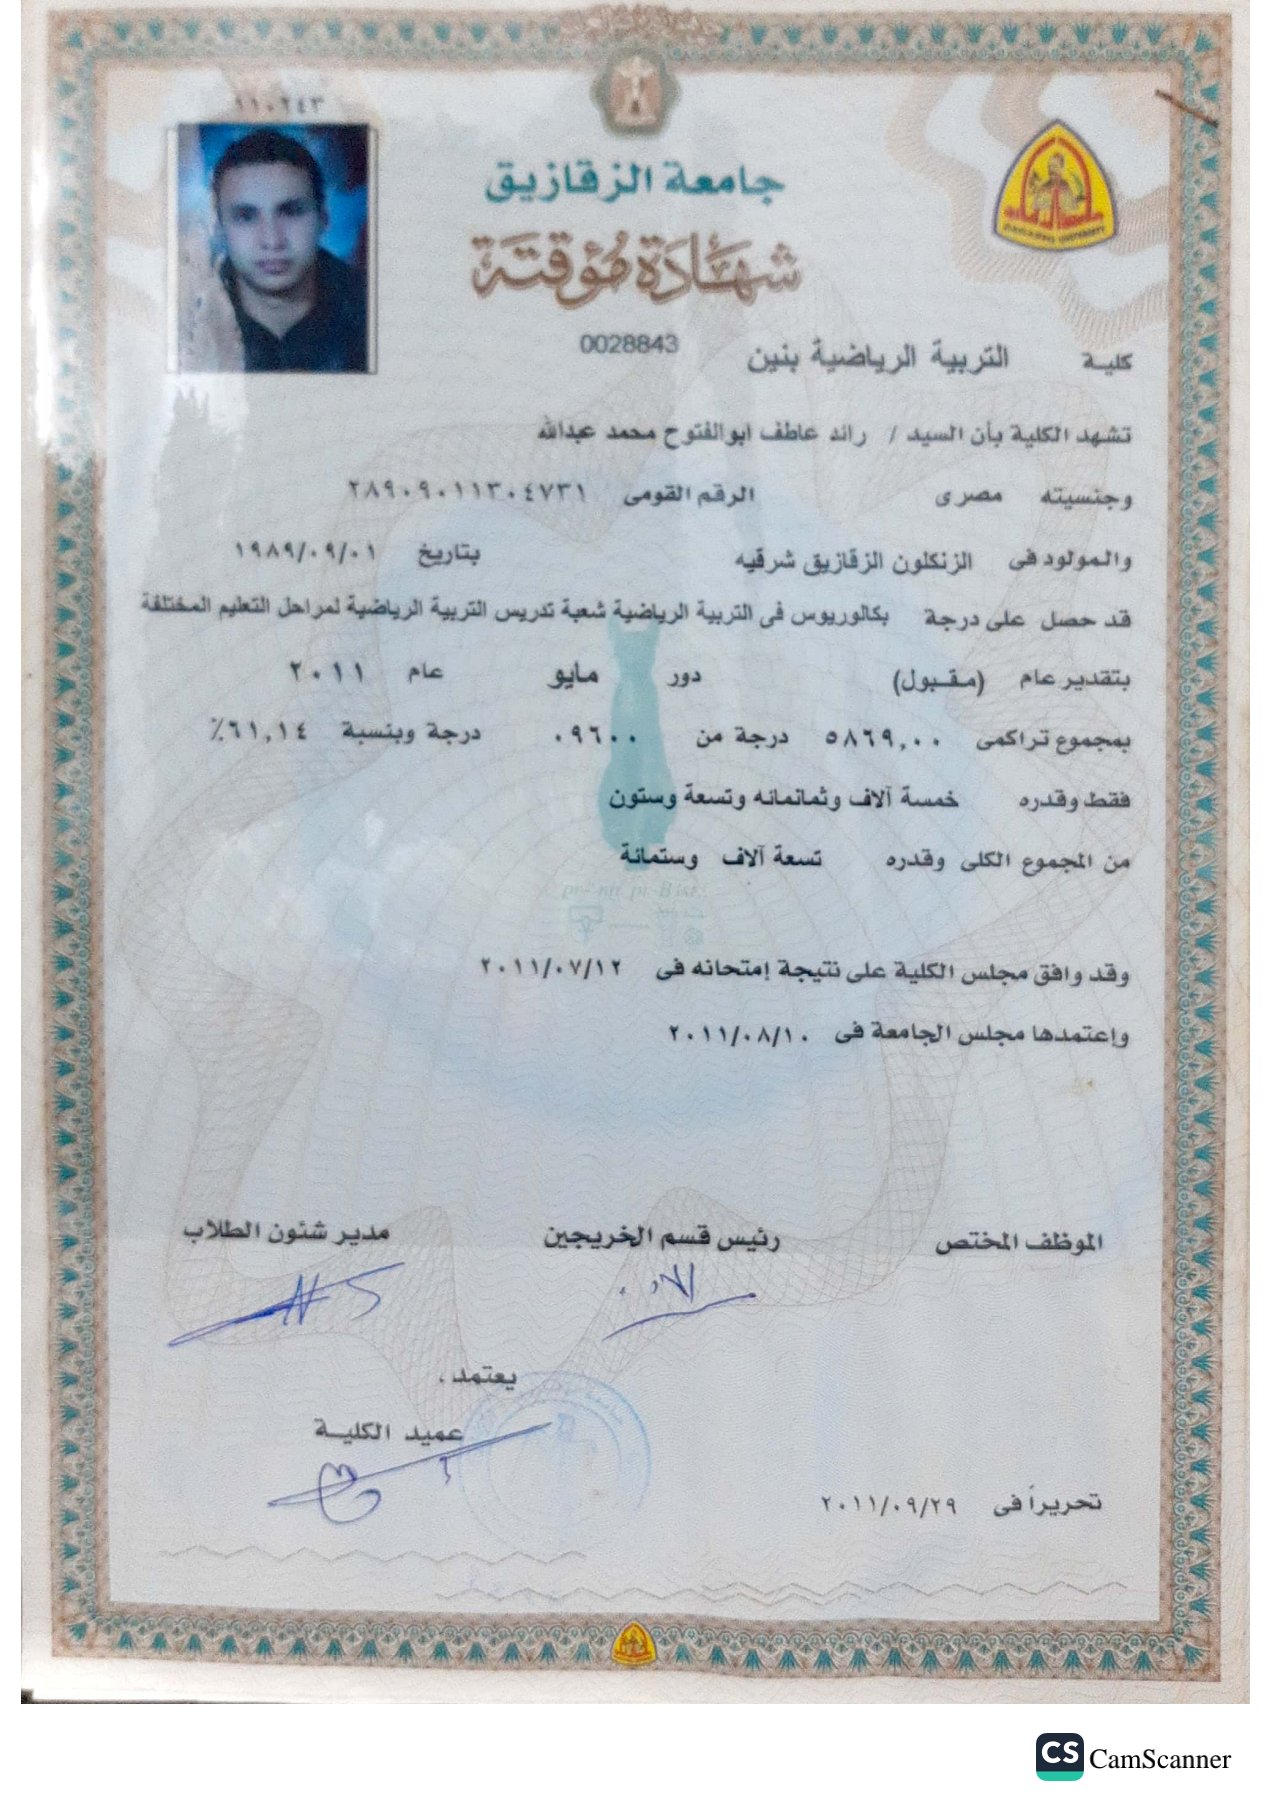 ١١٠٢٤٣
جامعة الزقازيق
شهادة مؤقتة
ZAGAZIG UNIVERSITY
0028843
كلية التربية الرياضية بنين
تشهد الكلية بأن السيد / رائد عاطف ابوالفتوح محمد عبدالله
وجنسيته مصرى الرقم القومى ٢٨٩٠٩٠١١٣٠٤٧٣١
والمولود فى الزنكلون الزقازيق شرقيه بتاريخ ١٩٨٩/٠٩/٠١
قد حصل على درجة بكالوريوس فى التربية الرياضية شعبة تدريس التربية الرياضية لمراحل التعليم المختلفة
بتقدير عام (مقبول) دور مايو عام ٢٠١١
بمجموع تراكمى ٥٨٦٩,٠٠ درجة من ٠٩٦٠٠ درجة وبنسبة ٦١,١٤٪
فقط وقدره خمسة آلاف وثمانمائه وتسعة وستون
من المجموع الكلى وقدره تسعة آلاف وستمائة
وقد وافق مجلس الكلية على نتيجة إمتحانه فى ٢٠١١/٠٧/١٢
وإعتمدها مجلس الجامعة فى ٢٠١١/٠٨/١٠
الموظف المختص رئيس قسم الخريجين مدير شئون الطلاب
يعتمد .
عميد الكلية
تحريراً فى ٢٠١١/٠٩/٢٩
CS CamScanner